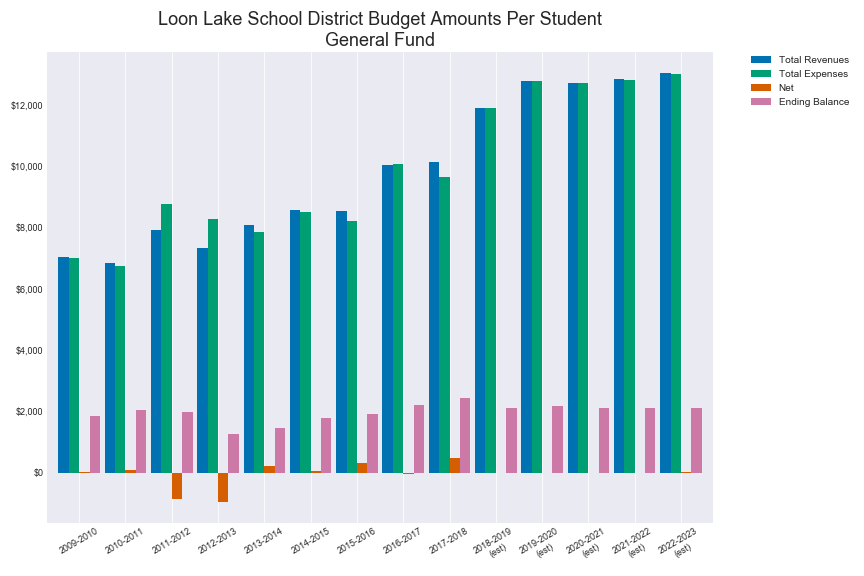 Loon Lake School District Budget Amounts Per Student
General Fund
Total Revenues
Total Expenses
Net
Ending Balance
$12,000
$10,000
$8,000
$6,000
$4,000
$2,000
$0
2009-2010
2010-2011
2011-2012
2012-2013
2013-2014
2014-2015
2015-2016
2016-2017
2017-2018
2018-2019
(est)
2019-2020
(est)
2020-2021
(est)
2021-2022
(est)
2022-2023
(est)